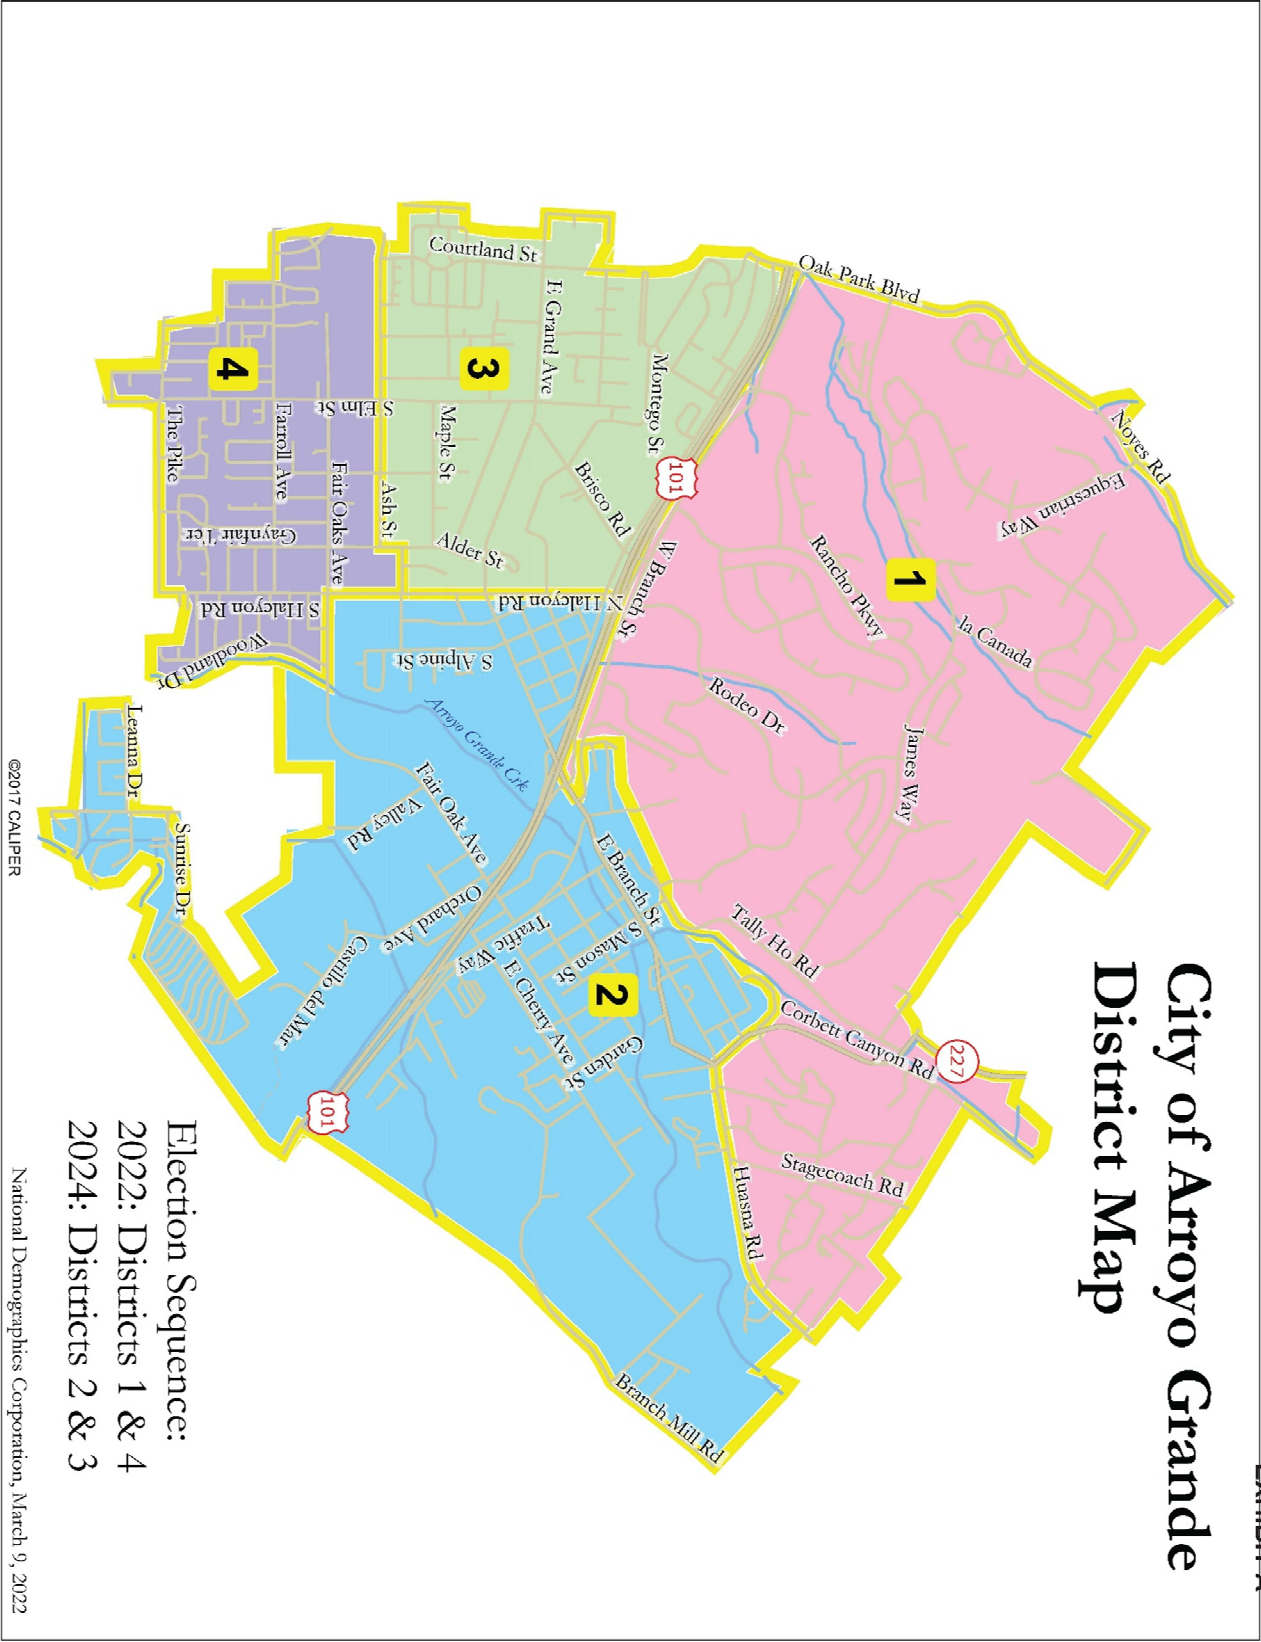 EXHIBIT A
City of Arroyo Grande
District Map
Oak Park Blvd
Noyes Rd
Equestrian Way
Rancho Pkwy
1
la Canada
Rodeo Dr
James Way
Tally Ho Rd
Corbett Canyon Rd
227
Stagecoach Rd
Huasna Rd
Branch Mill Rd
Courtland St
E Grand Ave
Montego St
3
Maple St
Brisco Rd
101
Alder St
W. Branch St
N Halcyon Rd
S Elm St
Ash St
4
Farroll Ave
The Pike
Fair Oaks Ave
Gaynfair Ter
S Halcyon Rd
Woodland Dr
S Alpine St
Arroyo Grande Crk.
Fair Oak Ave
Valley Rd
Orchard Ave
Castillo del Mar
E Branch St
S Mason St
Traffic Way
E Cherry Ave
2
Garden St
Leanna Dr
Sunrise Dr
101
Election Sequence:
2022: Districts 1 & 4
2024: Districts 2 & 3
©2017 CALIPER
National Demographics Corporation, March 9, 2022